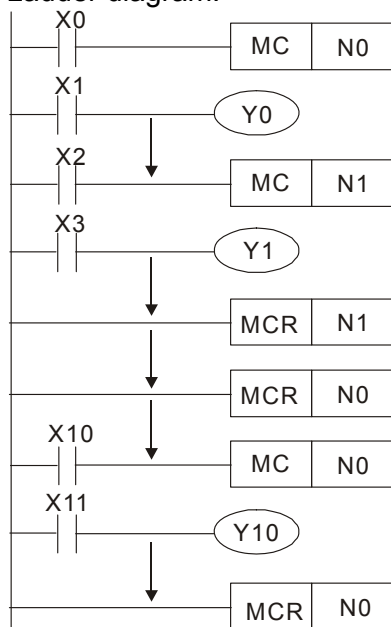 Ladder diagram:
X0
MC N0
X1
Y0
X2
MC N1
X3
Y1
MCR N1
MCR N0
X10
MC N0
X11
Y10
MCR N0